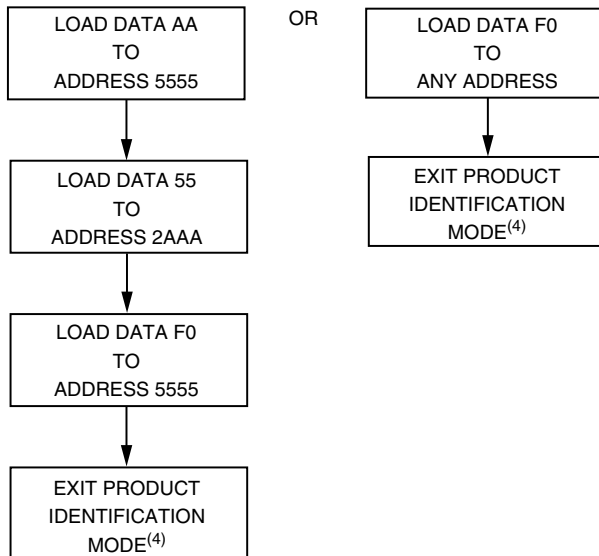 LOAD DATA AA
TO
ADDRESS 5555
LOAD DATA 55
TO
ADDRESS 2AAA
LOAD DATA F0
TO
ADDRESS 5555
EXIT PRODUCT
IDENTIFICATION
MODE(4)
OR
LOAD DATA F0
TO
ANY ADDRESS
EXIT PRODUCT
IDENTIFICATION
MODE(4)